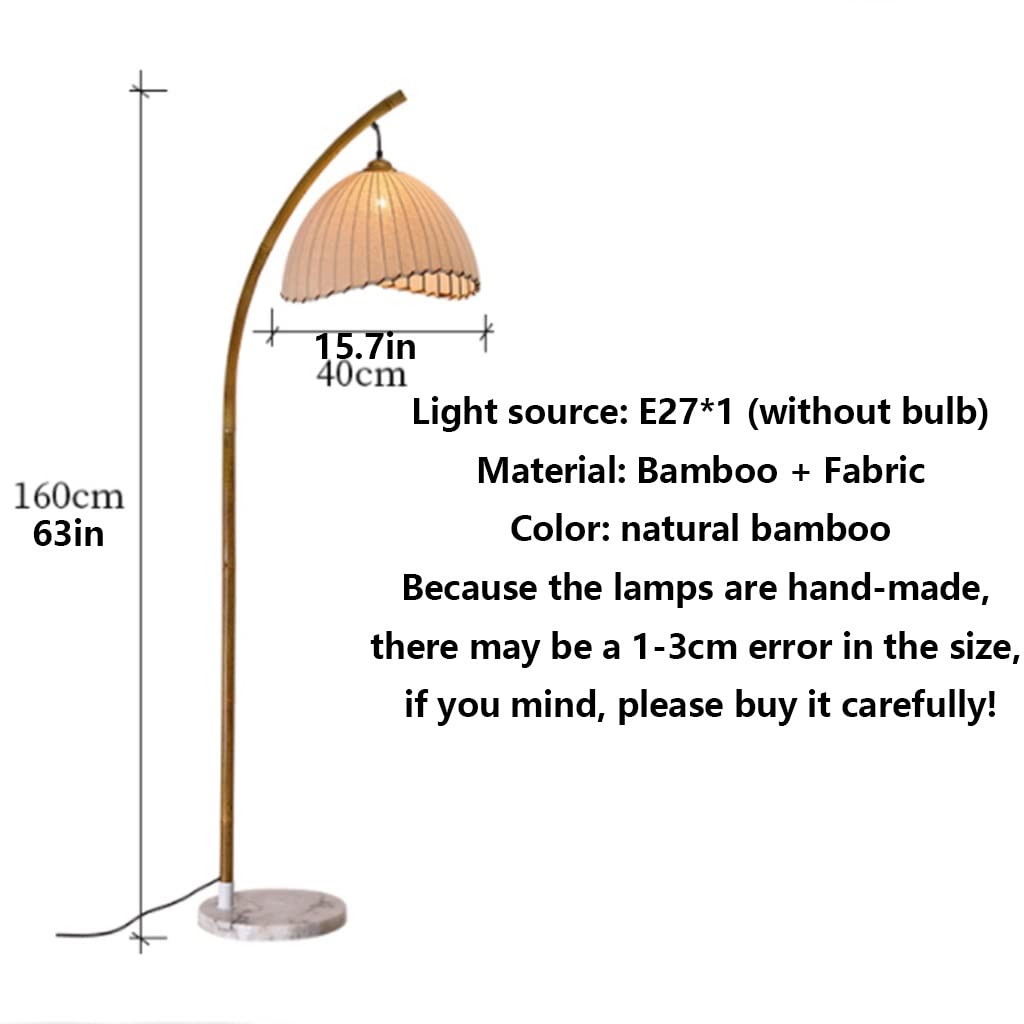 15.7in
40cm
160cm
63in
Light source: E27*1 (without bulb)
Material: Bamboo + Fabric
Color: natural bamboo
Because the lamps are hand-made,
there may be a 1-3cm error in the size,
if you mind, please buy it carefully!